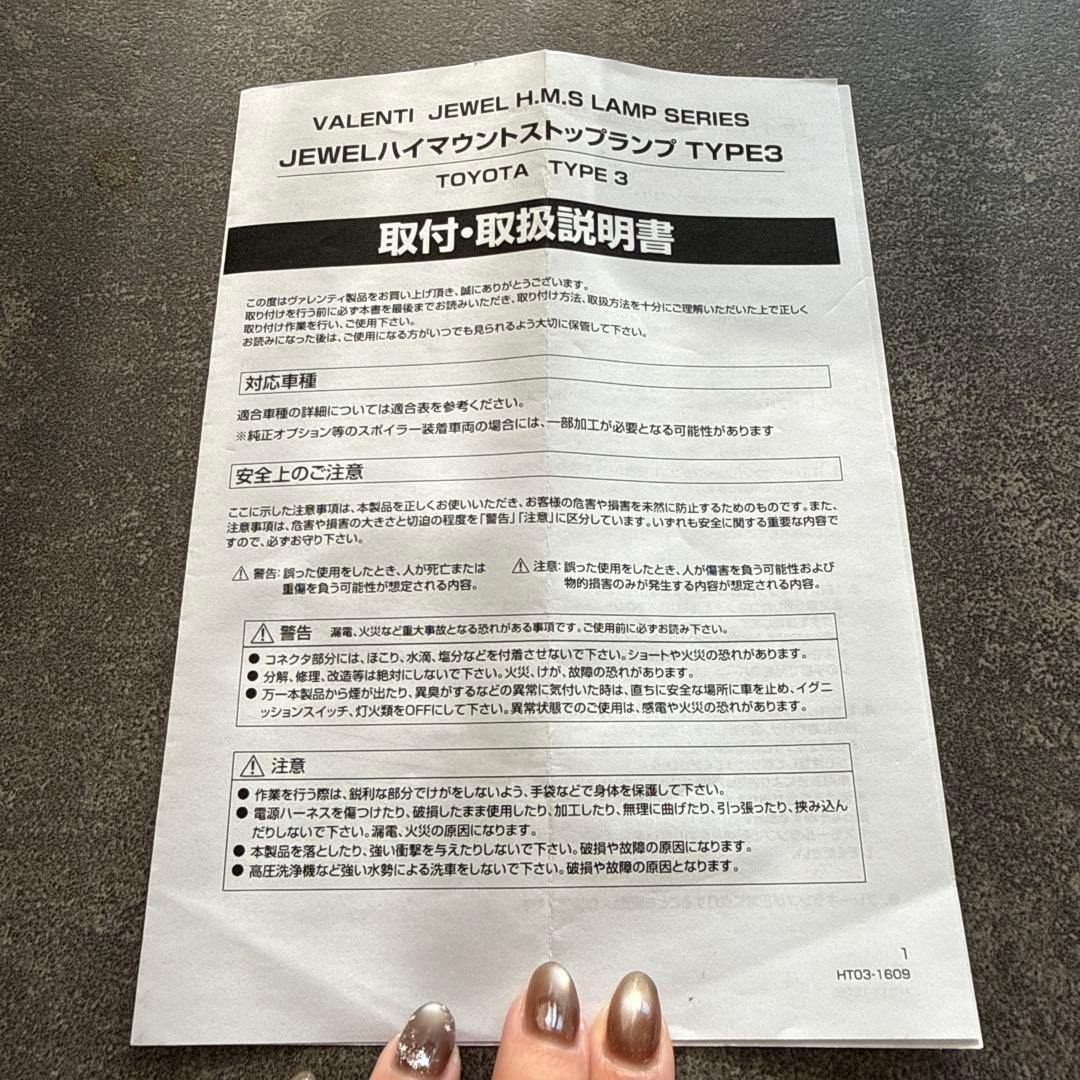 VALENTI JEWEL H.M.S LAMP SERIES
JEWELハイマウントストップランプ TYPE3
TOYOTA TYPE 3
取付・取扱説明書
この度はヴァレンティ製品をお買い上げ頂き、誠にありがとうございます。
取り付けを行う前に必ず本書を最後までお読みいただき、取り付け方法、取扱方法を十分にご理解いただいた上で正しく
取り付け作業を行い、ご使用下さい。
お読みになった後は、ご使用になる方がいつでも見られるよう大切に保管して下さい。
対応車種
適合車種の詳細については適合表を参考ください。
※純正オプション等のスポイラー装着車両の場合には、一部加工が必要となる可能性があります
安全上のご注意
ここに示した注意事項は、本製品を正しくお使いいただき、お客様の危害や損害を未然に防止するためのものです。また、
注意事項は、危害や損害の大きさと切迫の程度を「警告」「注意」に区分しています。いずれも安全に関する重要な内容で
すので、必ずお守り下さい。
⚠ 警告：誤った使用をしたとき、人が死亡または
重傷を負う可能性が想定される内容。
⚠ 注意：誤った使用をしたとき、人が傷害を負う可能性および
物的損害のみが発生する内容が想定される内容。
⚠ 警告 漏電、火災など重大事故となる恐れがある事項です。ご使用前に必ずお読み下さい。
● コネクタ部分には、ほこり、水滴、塩分などを付着させないで下さい。ショートや火災の恐れがあります。
● 分解、修理、改造等は絶対にしないで下さい。火災、けが、故障の恐れがあります。
● 万一本製品から煙が出たり、異臭がするなどの異常に気付いた時は、直ちに安全な場所に車を止め、イグニ
ッションスイッチ、灯火類をOFFにして下さい。異常状態でのご使用は、感電や火災の恐れがあります。
⚠ 注意
● 作業を行う際は、鋭利な部分でけがをしないよう、手袋などで身体を保護して下さい。
● 電源ハーネスを傷つけたり、破損したまま使用したり、加工したり、無理に曲げたり、引っ張ったり、挟み込ん
だりしないで下さい。漏電、火災の原因になります。
● 本製品を落としたり、強い衝撃を与えたりしないで下さい。破損や故障の原因になります。
● 高圧洗浄機など強い水勢による洗車をしないで下さい。破損や故障の原因となります。
1
HT03-1609